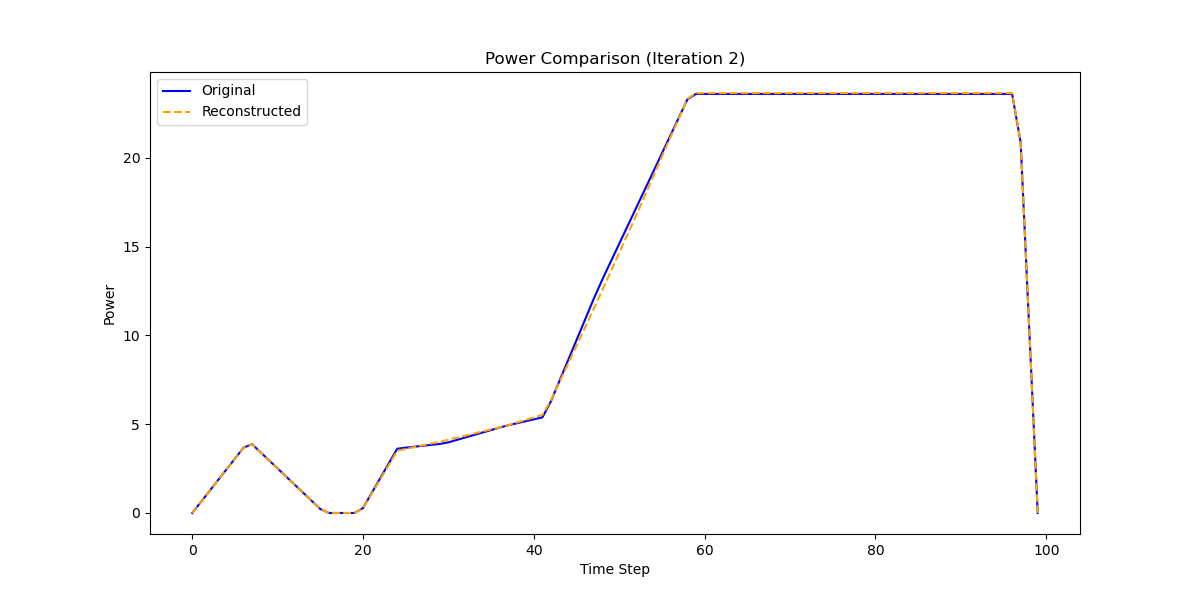 Power Comparison (Iteration 2)
Original
Reconstructed
20
15
10
5
0
Power
0 20 40 60 80 100
Time Step